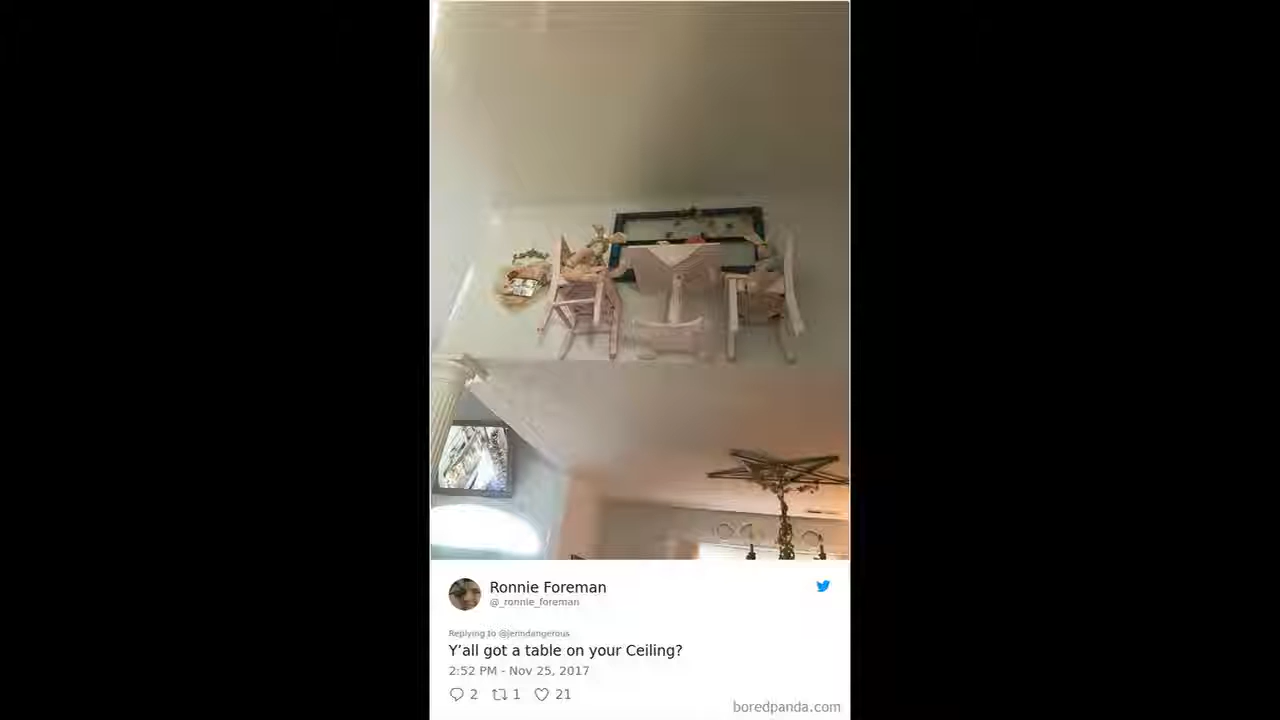 Ronnie Foreman
@_ronnie_foreman
Replying to @jerindangerous
Y'all got a table on your Ceiling?
2:52 PM - Nov 25, 2017
2 1 21
boredpanda.com